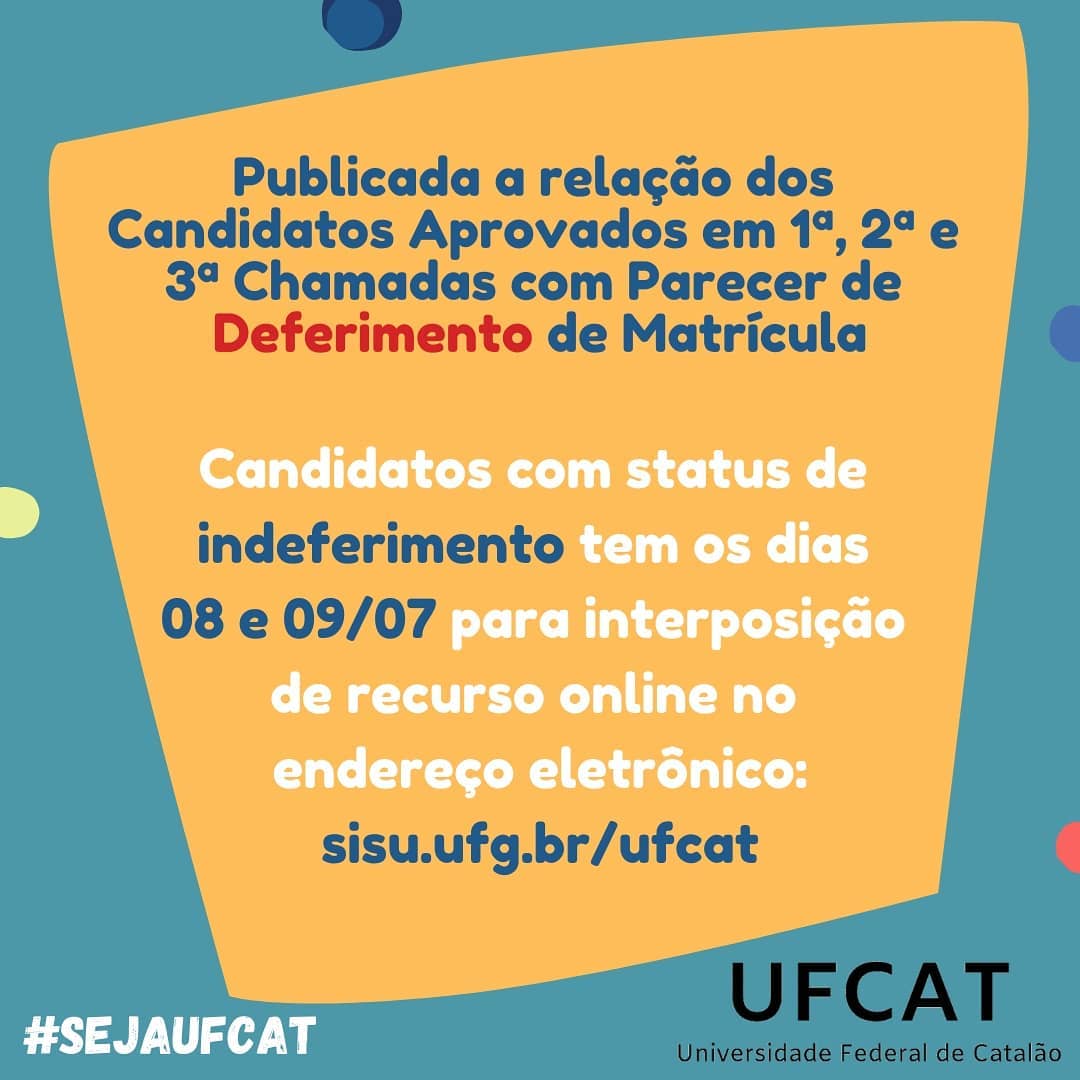 Publicada a relação dos
Candidatos Aprovados em 1ª, 2ª e
3ª Chamadas com Parecer de
Deferimento de Matrícula
Candidatos com status de
indeferimento tem os dias
08 e 09/07 para interposição
de recurso online no
endereço eletrônico:
sisu.ufg.br/ufcat
#SEJAUFCAT
UFCAT
Universidade Federal de Catalão